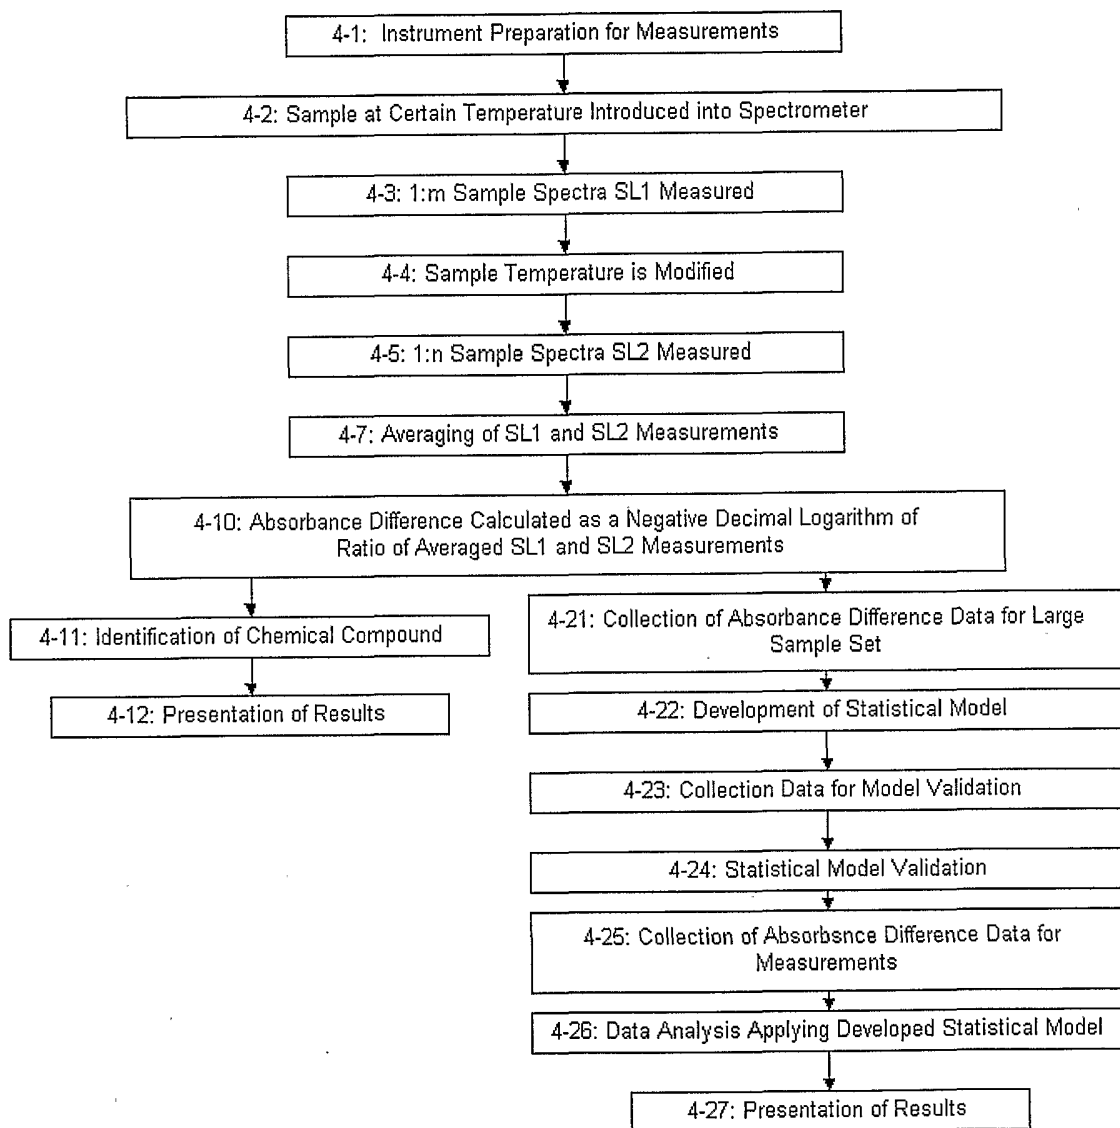 4-1: Instrument Preparation for Measurements
4-2: Sample at Certain Temperature Introduced into Spectrometer
4-3: 1:m Sample Spectra SL1 Measured
4-4: Sample Temperature is Modified
4-5: 1:n Sample Spectra SL2 Measured
4-7: Averaging of SL1 and SL2 Measurements
4-10: Absorbance Difference Calculated as a Negative Decimal Logarithm of
Ratio of Averaged SL1 and SL2 Measurements
4-11: Identification of Chemical Compound
4-12: Presentation of Results
4-21: Collection of Absorbance Difference Data for Large
Sample Set
4-22: Development of Statistical Model
4-23: Collection Data for Model Validation
4-24: Statistical Model Validation
4-25: Collection of Absorbsnce Difference Data for
Measurements
4-26: Data Analysis Applying Developed Statistical Model
4-27: Presentation of Results